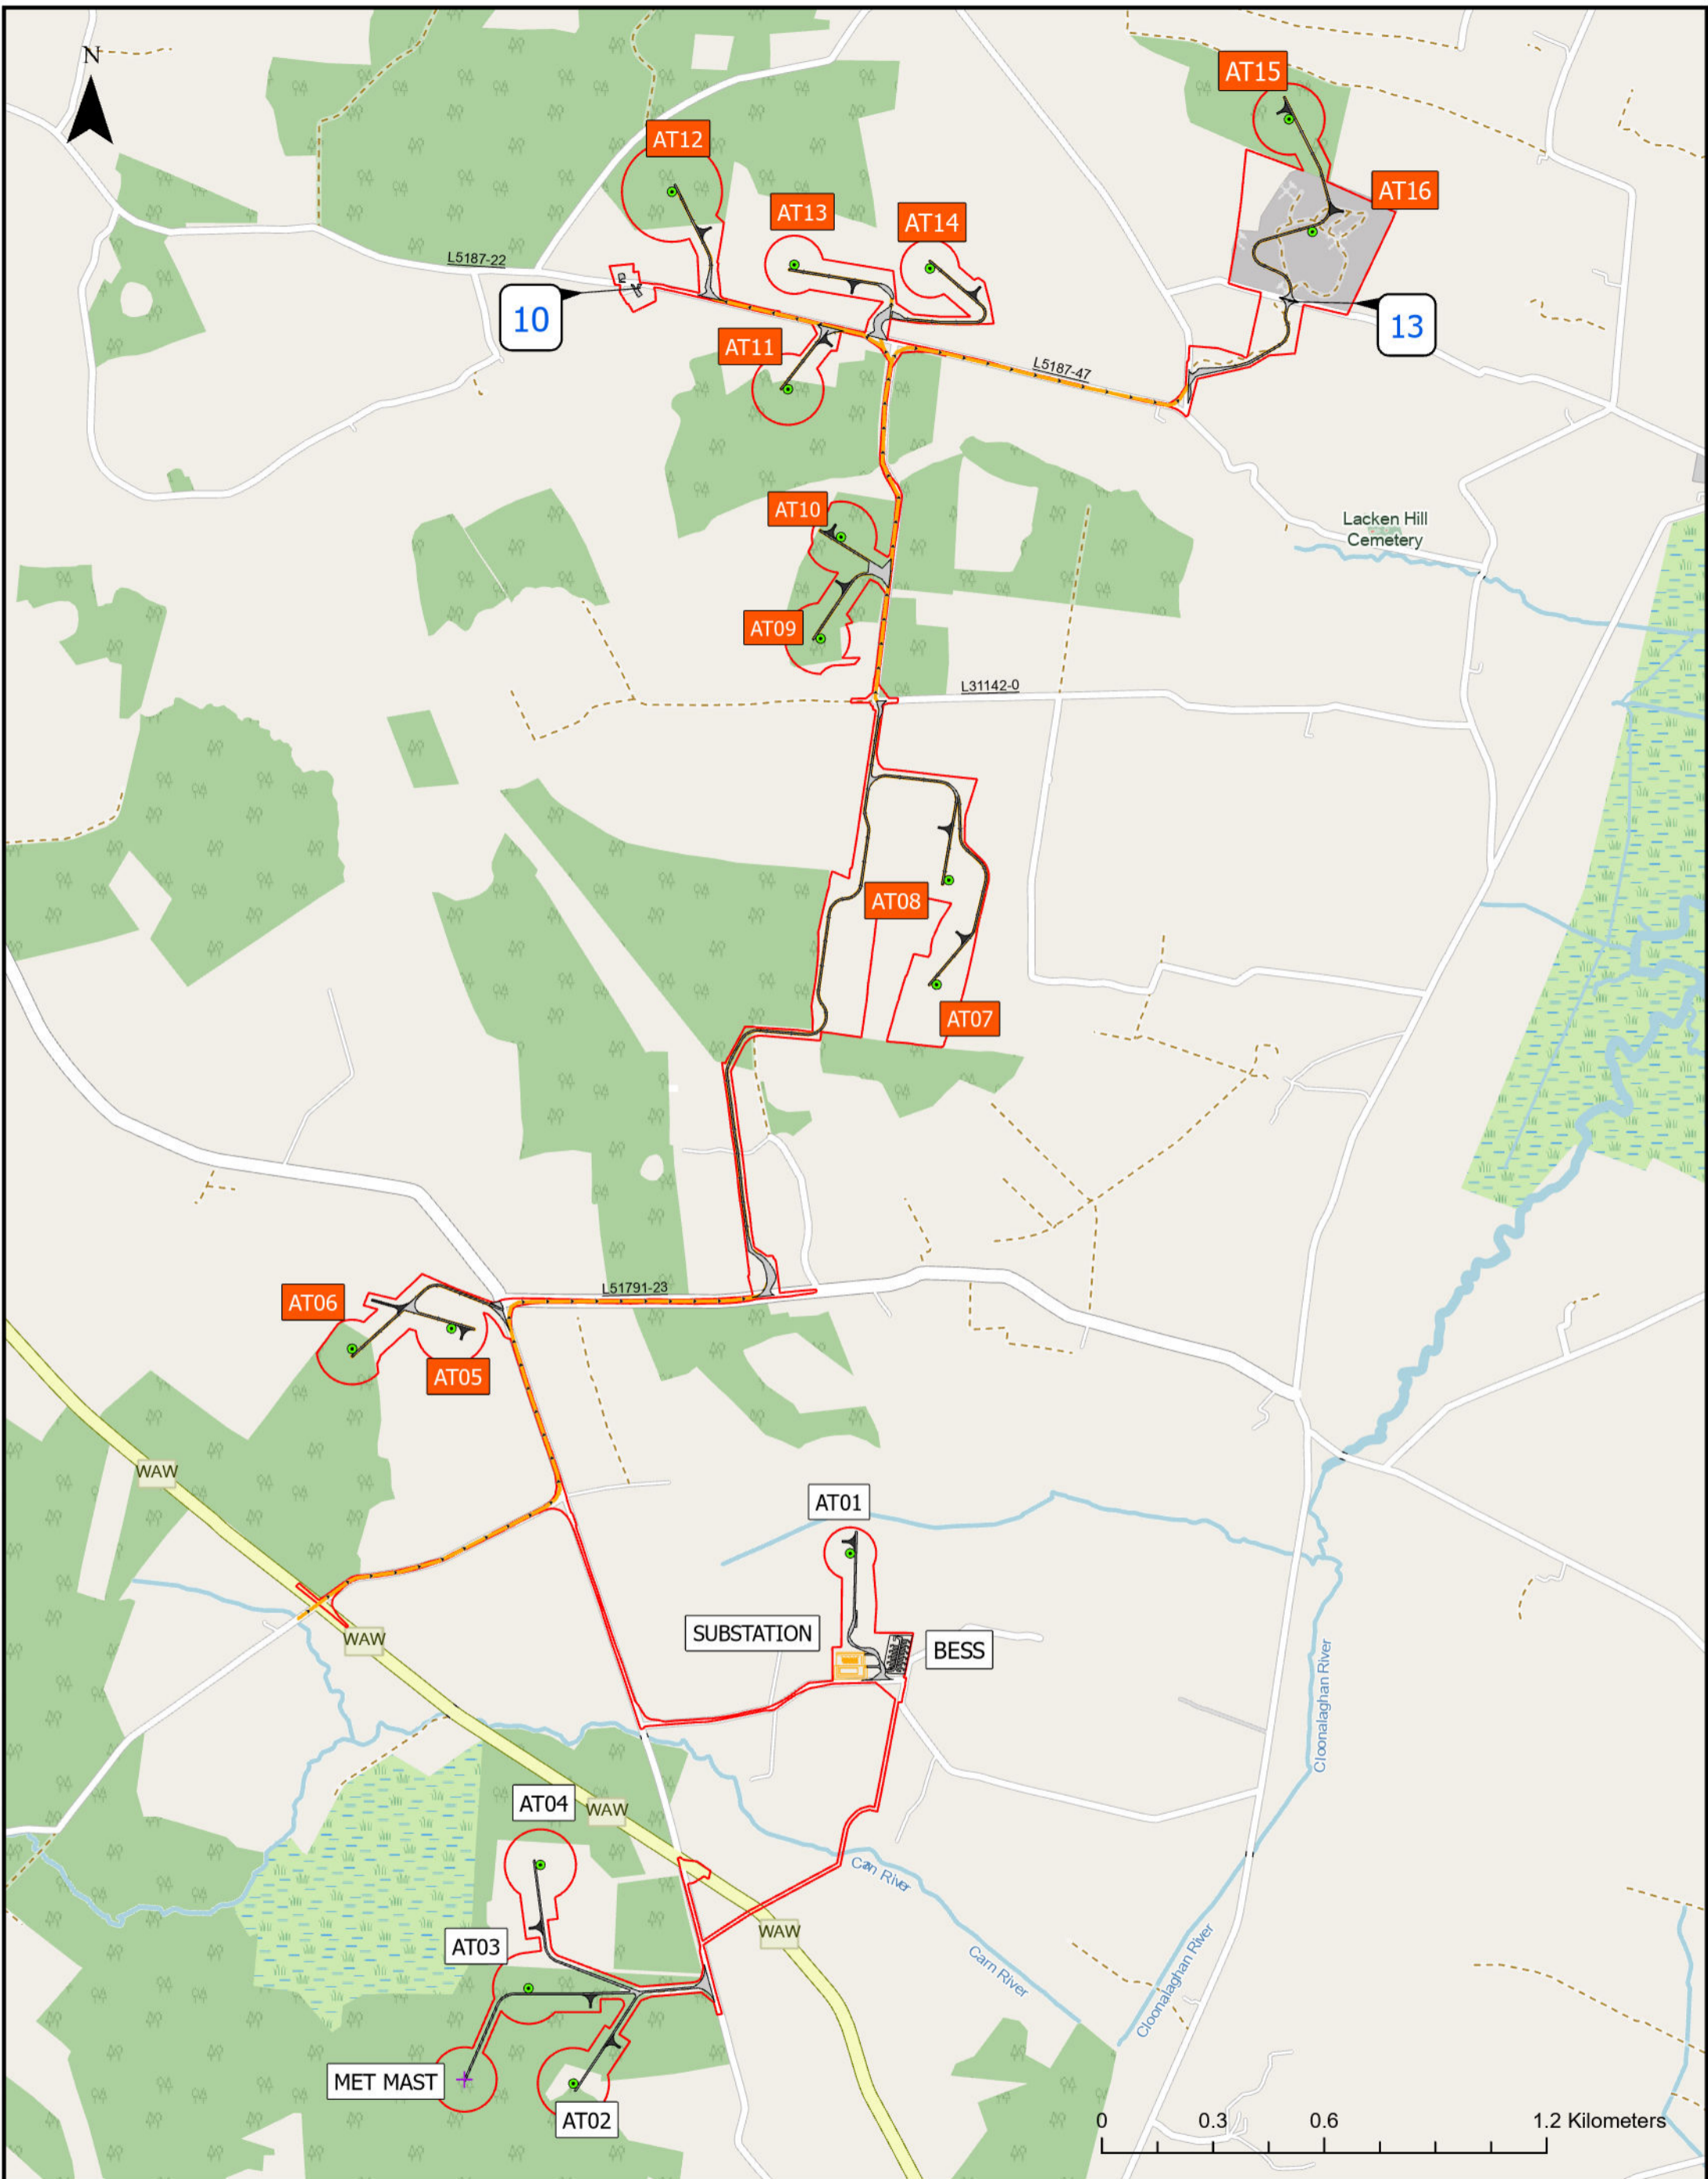 N
AT15
AT12
AT16
AT13
AT14
L5187-22
10
13
AT11
L5187-47
AT10
Lacken Hill
Cemetery
AT09
L31142-0
AT08
AT07
L51791-23
AT06
AT05
WAW
AT01
SUBSTATION
BESS
WAW
Cloonalaghan River
AT04
WAW
Carn River
WAW
AT03
Carn River
Cloonalaghan River
MET MAST
AT02
0 0.3 0.6 1.2 Kilometers